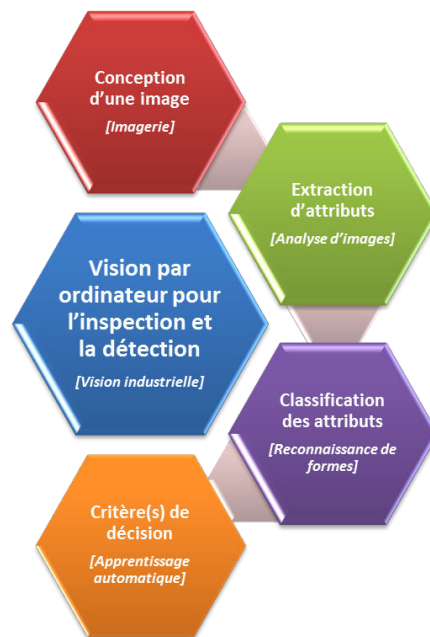 Conception
d'une image
[Imagerie]
Extraction
d'attributs
[Analyse d'images]
Vision par
ordinateur pour
l'inspection et
la détection
[Vision industrielle]
Classification
des attributs
[Reconnaissance de
formes]
Critère(s) de
décision
[Apprentissage
automatique]